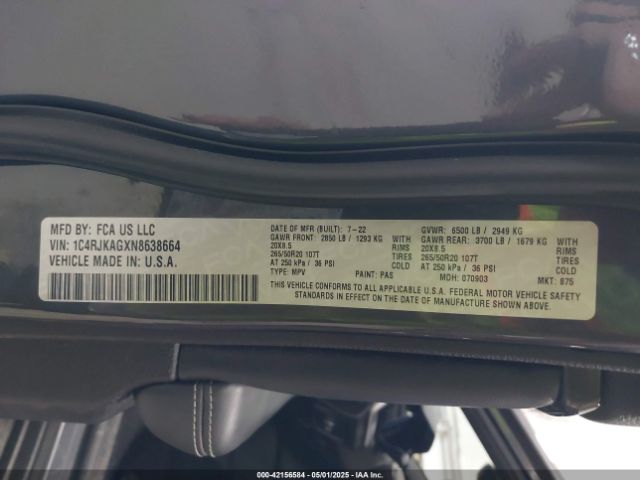 MFD BY: FCA US LLC
VIN: 1C4RJKAGXN8638664
VEHICLE MADE IN: U.S.A.
DATE OF MFR (BUILT): 7-22
GAWR FRONT: 2850 LB / 1293 KG
20X8.5 RIMS
265/50R20 107T TIRES
AT 250 kPa / 36 PSI COLD
TYPE: MPV PAINT: PAS
GVWR: 6500 LB / 2949 KG
GAWR REAR: 3700 LB / 1679 KG
20X8.5 RIMS
265/50R20 107T TIRES
AT 250 kPa / 36 PSI COLD
MDH: 070903 MKT: 875
THIS VEHICLE CONFORMS TO ALL APPLICABLE U.S.A. FEDERAL MOTOR VEHICLE SAFETY
STANDARDS IN EFFECT ON THE DATE OF MANUFACTURE SHOWN ABOVE.
000-42156584 - 05/01/2025 - IAA Inc.